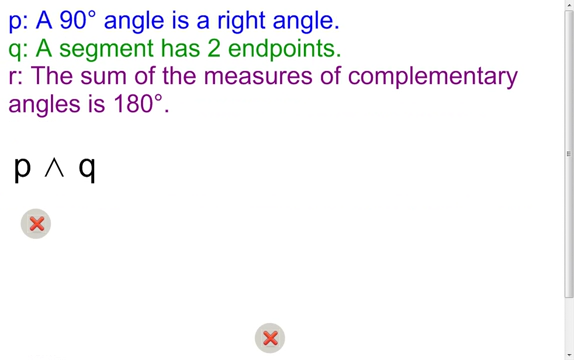 p: A 90° angle is a right angle.
q: A segment has 2 endpoints.
r: The sum of the measures of complementary
angles is 180°.
p ∧ q